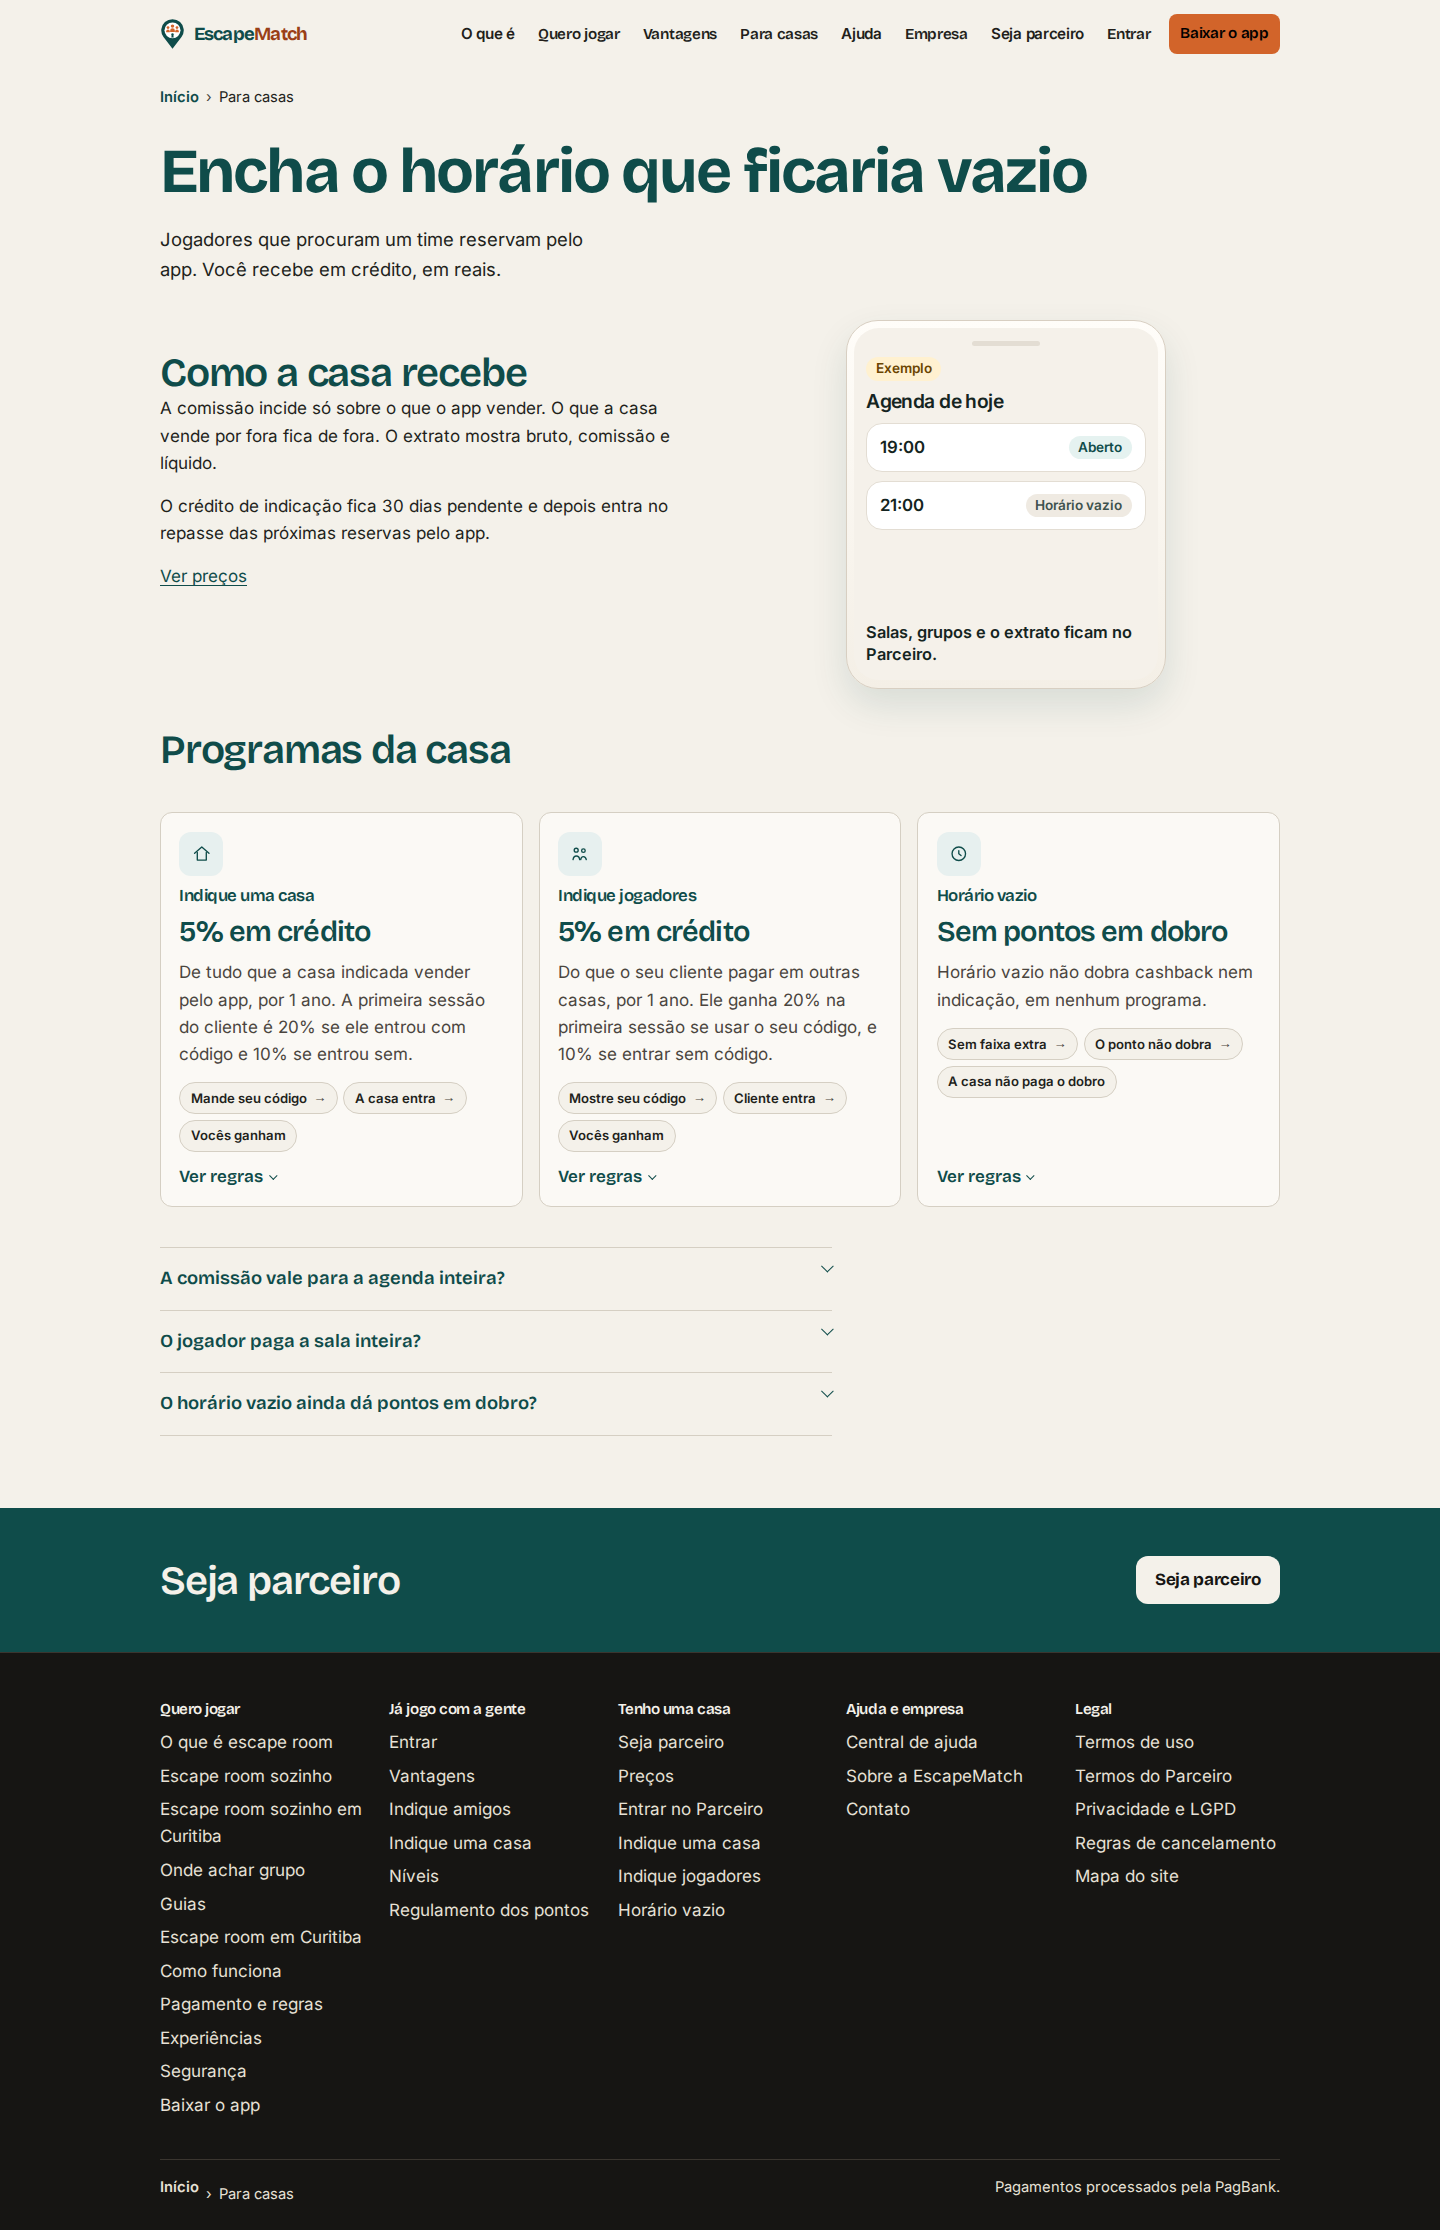 EscapeMatch
O que é
Quero jogar
Vantagens
Para casas
Ajuda
Empresa
Seja parceiro
Entrar
Baixar o app
Início › Para casas
Encha o horário que ficaria vazio
Jogadores que procuram um time reservam pelo
app. Você recebe em crédito, em reais.
Como a casa recebe
A comissão incide só sobre o que o app vender. O que a casa
vende por fora fica de fora. O extrato mostra bruto, comissão e
líquido.
O crédito de indicação fica 30 dias pendente e depois entra no
repasse das próximas reservas pelo app.
Ver preços
Exemplo
Agenda de hoje
19:00
Aberto
21:00
Horário vazio
Salas, grupos e o extrato ficam no
Parceiro.
Programas da casa
Indique uma casa
5% em crédito
De tudo que a casa indicada vender
pelo app, por 1 ano. A primeira sessão
do cliente é 20% se ele entrou com
código e 10% se entrou sem.
Mande seu código →
A casa entra →
Vocês ganham
Ver regras
Indique jogadores
5% em crédito
Do que o seu cliente pagar em outras
casas, por 1 ano. Ele ganha 20% na
primeira sessão se usar o seu código, e
10% se entrar sem código.
Mostre seu código →
Cliente entra →
Vocês ganham
Ver regras
Horário vazio
Sem pontos em dobro
Horário vazio não dobra cashback nem
indicação, em nenhum programa.
Sem faixa extra →
O ponto não dobra →
A casa não paga o dobro
Ver regras
A comissão vale para a agenda inteira?
O jogador paga a sala inteira?
O horário vazio ainda dá pontos em dobro?
Seja parceiro
Seja parceiro
Quero jogar
O que é escape room
Escape room sozinho
Escape room sozinho em
Curitiba
Onde achar grupo
Guias
Escape room em Curitiba
Como funciona
Pagamento e regras
Experiências
Segurança
Baixar o app
Já jogo com a gente
Entrar
Vantagens
Indique amigos
Indique uma casa
Níveis
Regulamento dos pontos
Tenho uma casa
Seja parceiro
Preços
Entrar no Parceiro
Indique uma casa
Indique jogadores
Horário vazio
Ajuda e empresa
Central de ajuda
Sobre a EscapeMatch
Contato
Legal
Termos de uso
Termos do Parceiro
Privacidade e LGPD
Regras de cancelamento
Mapa do site
Início › Para casas
Pagamentos processados pela PagBank.